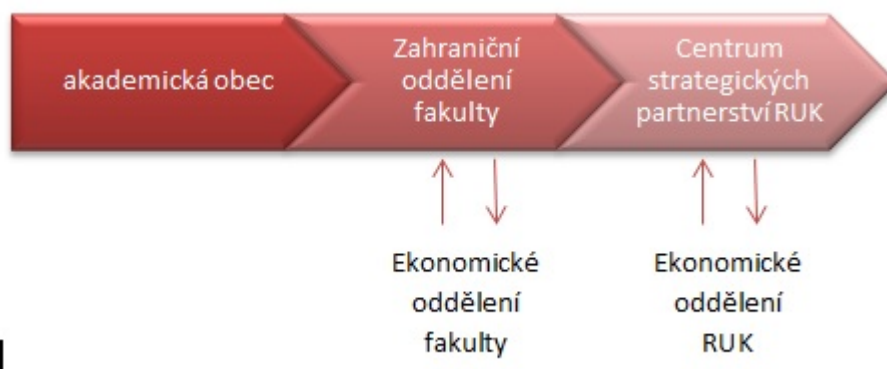 akademická obec
Zahraniční
oddělení
fakulty
Centrum
strategických
partnerství RUK
Ekonomické
oddělení
fakulty
Ekonomické
oddělení
RUK